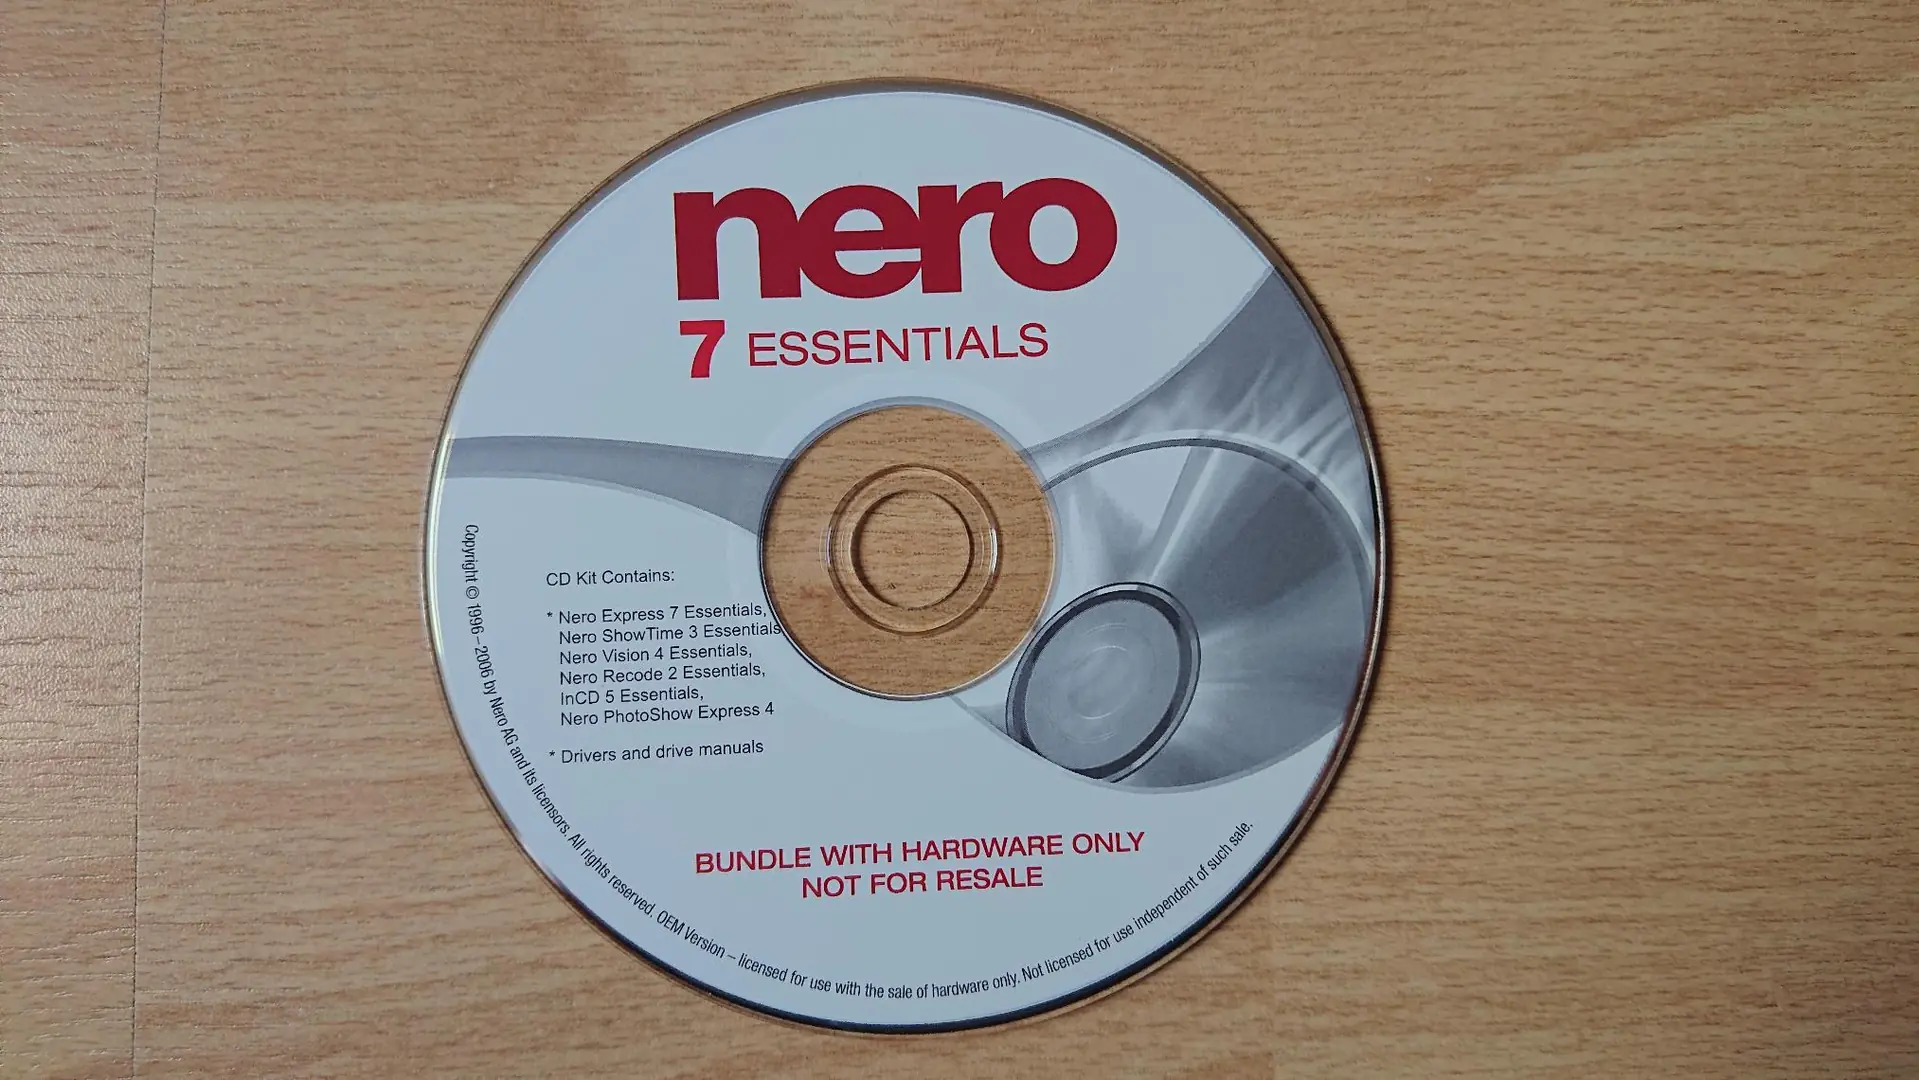 nero
7 ESSENTIALS
CD Kit Contains:
* Nero Express 7 Essentials,
Nero ShowTime 3 Essentials
Nero Vision 4 Essentials,
Nero Recode 2 Essentials,
InCD 5 Essentials,
Nero PhotoShow Express 4
* Drivers and drive manuals
BUNDLE WITH HARDWARE ONLY
NOT FOR RESALE
Copyright © 1996-2006 by Nero AG and its licensors. All rights reserved. OEM Version – licensed for use with the sale of hardware only. Not licensed for use independent of such sale.